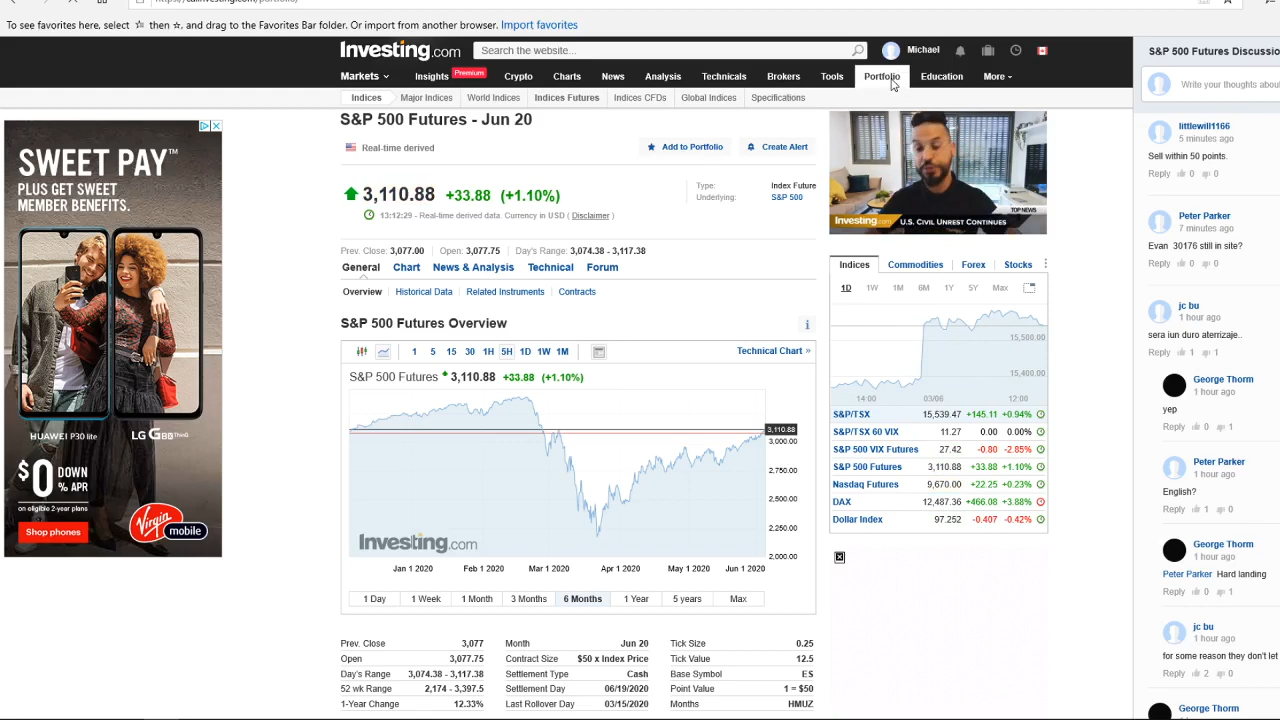 To see favorites here, select ☆ then ☆, and drag to the Favorites Bar folder. Or import from another browser. Import favorites
Investing.com
Search the website...
Michael
Markets
Insights
Premium
Crypto
Charts
News
Analysis
Technicals
Brokers
Tools
Portfolio
Education
More
Indices
Major Indices
World Indices
Indices Futures
Indices CFDs
Global Indices
Specifications
SWEET PAY™
PLUS GET SWEET
MEMBER BENEFITS.
HUAWEI P30 lite
LG G8X ThinQ
$0 DOWN
% APR
on eligible 2-year plans
Shop phones
Virgin
mobile
S&P 500 Futures - Jun 20
Real-time derived
Add to Portfolio
Create Alert
3,110.88 +33.88 (+1.10%)
13:12:29 - Real-time derived data. Currency in USD ( Disclaimer )
Type: Index Future
Underlying: S&P 500
Prev. Close: 3,077.00
Open: 3,077.75
Day's Range: 3,074.38 - 3,117.38
General
Chart
News & Analysis
Technical
Forum
Overview
Historical Data
Related Instruments
Contracts
S&P 500 Futures Overview
1 5 15 30 1H 5H 1D 1W 1M
Technical Chart »
S&P 500 Futures 3,110.88 +33.88 (+1.10%)
3,110.88
3,000.00
2,750.00
2,500.00
2,250.00
2,000.00
Investing.com
Jan 1 2020
Feb 1 2020
Mar 1 2020
Apr 1 2020
May 1 2020
Jun 1 2020
1 Day
1 Week
1 Month
3 Months
6 Months
1 Year
5 years
Max
Prev. Close 3,077
Open 3,077.75
Day's Range 3,074.38 - 3,117.38
52 wk Range 2,174 - 3,397.5
1-Year Change 12.33%
Month Jun 20
Contract Size $50 x Index Price
Settlement Type Cash
Settlement Day 06/19/2020
Last Rollover Day 03/15/2020
Tick Size 0.25
Tick Value 12.5
Base Symbol ES
Point Value 1 = $50
Months HMUZ
TOP NEWS
Investing.com
U.S. CIVIL UNREST CONTINUES
Indices
Commodities
Forex
Stocks
1D 1W 1M 6M 1Y 5Y Max
15,500.00
15,400.00
14:00
03/06
12:00
S&P/TSX 15,539.47 +145.11 +0.94%
S&P/TSX 60 VIX 11.27 0.00 0.00%
S&P 500 VIX Futures 27.42 -0.80 -2.85%
S&P 500 Futures 3,110.88 +33.88 +1.10%
Nasdaq Futures 9,670.00 +22.25 +0.23%
DAX 12,487.36 +466.08 +3.88%
Dollar Index 97.252 -0.407 -0.42%
S&P 500 Futures Discussio
Write your thoughts abou
littlewill1166
5 minutes ago
Sell within 50 points.
Reply 0 0
Peter Parker
7 minutes ago
Evan 30176 still in site?
Reply 0 0
jc bu
1 hour ago
sera iun duro aterrizaje..
Reply 1 1
George Thorm
1 hour ago
yep
Reply 0 1
Peter Parker
1 hour ago
English?
Reply 1 0
George Thorm
1 hour ago
Peter Parker Hard landing
Reply 0 1
jc bu
1 hour ago
for some reason they don't let
Reply 2 0
George Thorm